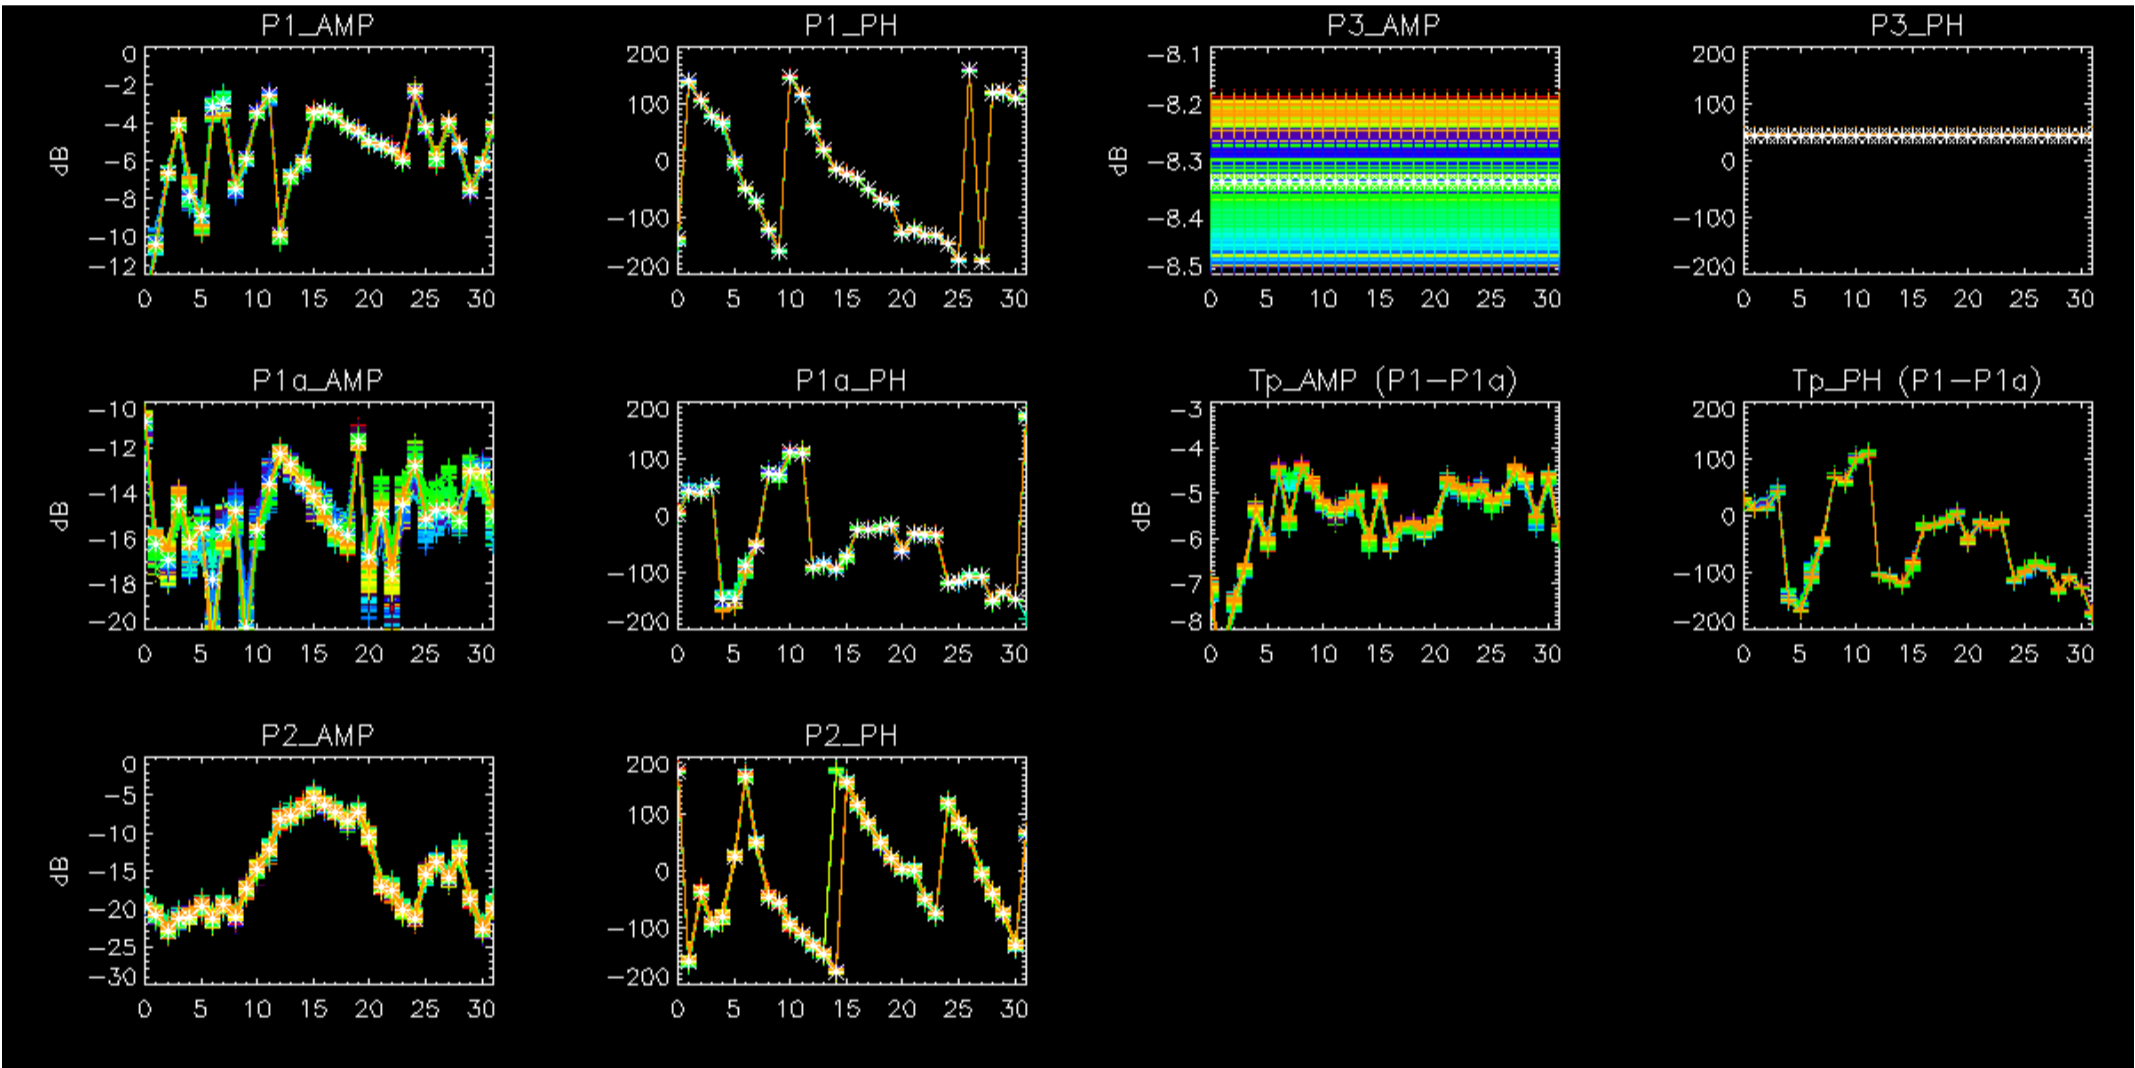 P1_AMP P1_PH P3_AMP P3_PH
0 200 -8.1 200
-2 100 -8.2 100
-4 0 -8.3 0
-6 -100 -8.4 -100
-8 -200 -8.5 -200
-10
-12
dB dB
0 5 10 15 20 25 30 0 5 10 15 20 25 30 0 5 10 15 20 25 30 0 5 10 15 20 25 30
P1a_AMP P1a_PH Tp_AMP (P1-P1a) Tp_PH (P1-P1a)
-10 200 -3 200
-12 100 -4 100
-14 0 -5 0
-16 -100 -6 -100
-18 -200 -7 -200
-20 -8
dB dB
0 5 10 15 20 25 30 0 5 10 15 20 25 30 0 5 10 15 20 25 30 0 5 10 15 20 25 30
P2_AMP P2_PH
0 200
-5 100
-10 0
-15 -100
-20 -200
-25
-30
dB
0 5 10 15 20 25 30 0 5 10 15 20 25 30